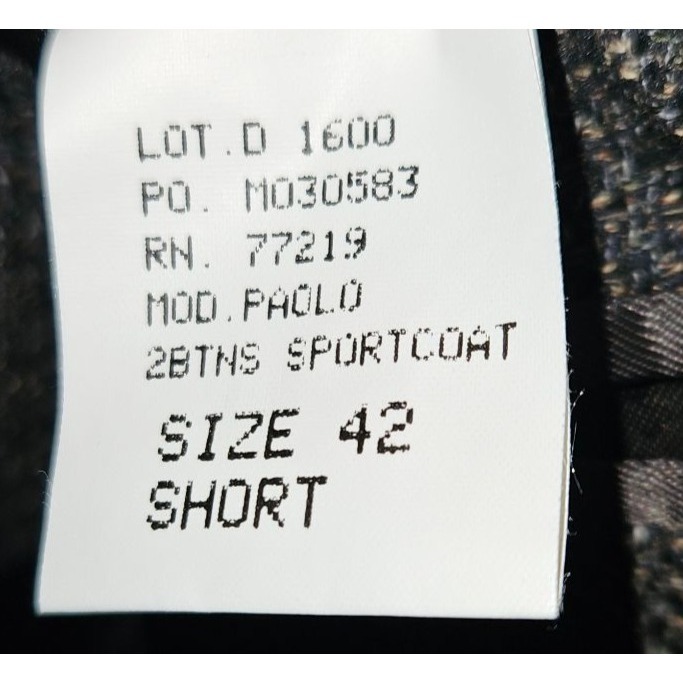 LOT.D 1600
PO. M030583
RN. 77219
MOD.PAOLO
2BTNS SPORTCOAT
SIZE 42
SHORT